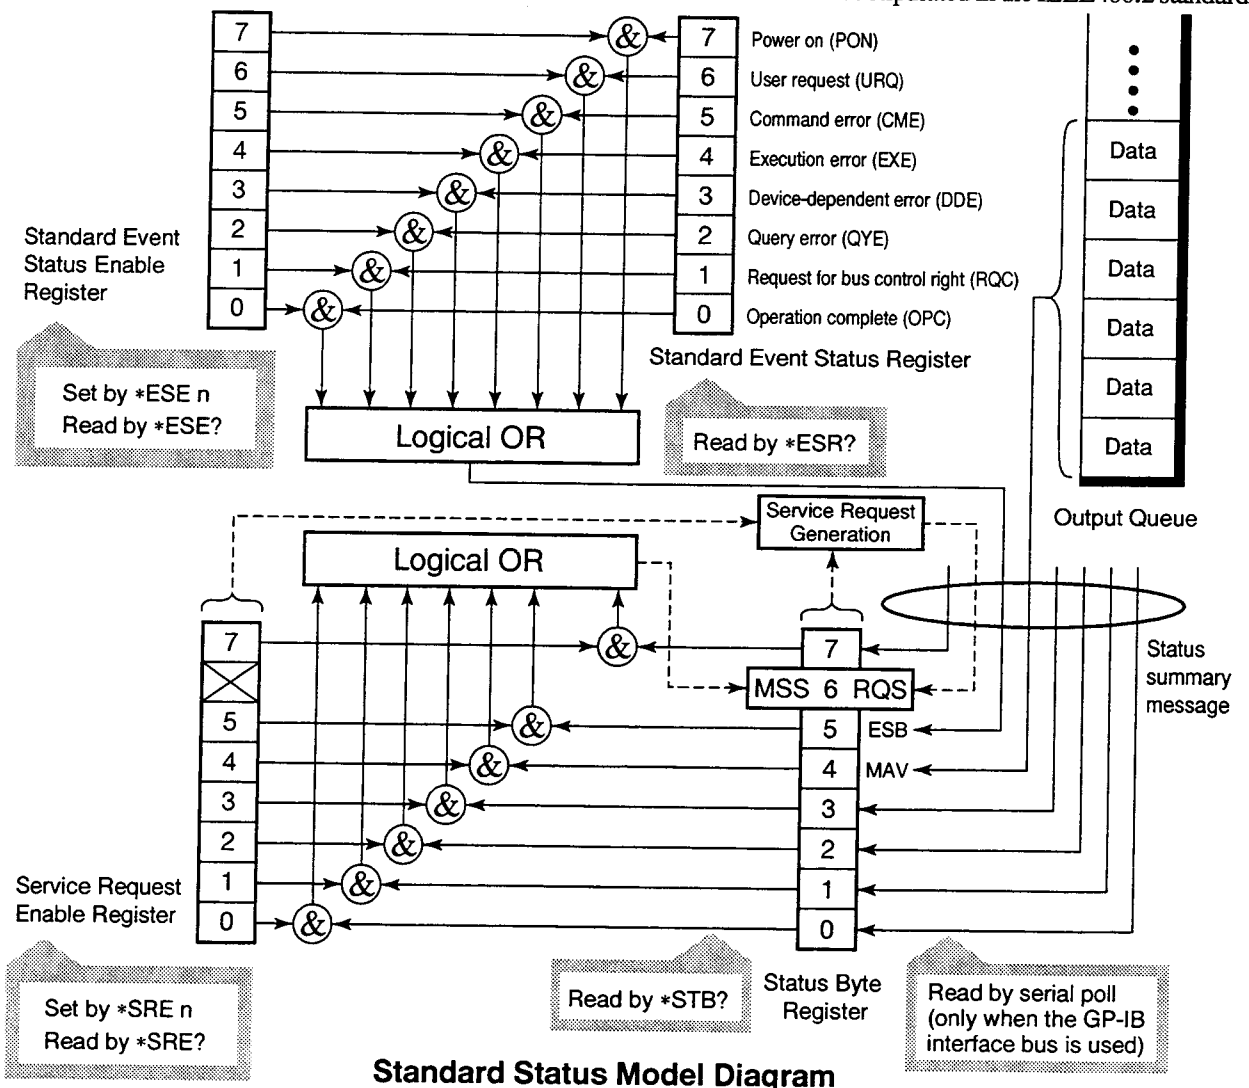 7
6
5
4
3
2
1
0
&
&
&
&
&
&
&
&
7 Power on (PON)
6 User request (URQ)
5 Command error (CME)
4 Execution error (EXE)
3 Device-dependent error (DDE)
2 Query error (QYE)
1 Request for bus control right (RQC)
0 Operation complete (OPC)
Standard Event
Status Enable
Register
Standard Event Status Register
Set by *ESE n
Read by *ESE?
Logical OR
Read by *ESR?
Data
Data
Data
Data
Data
Data
Output Queue
Service Request
Generation
Logical OR
7
5
4
3
2
1
0
&
&
&
&
&
&
&
7
MSS 6 RQS
5 ESB
4 MAV
3
2
1
0
Status
summary
message
Service Request
Enable Register
Set by *SRE n
Read by *SRE?
Read by *STB?
Status Byte
Register
Read by serial poll
(only when the GP-IB
interface bus is used)
Standard Status Model Diagram